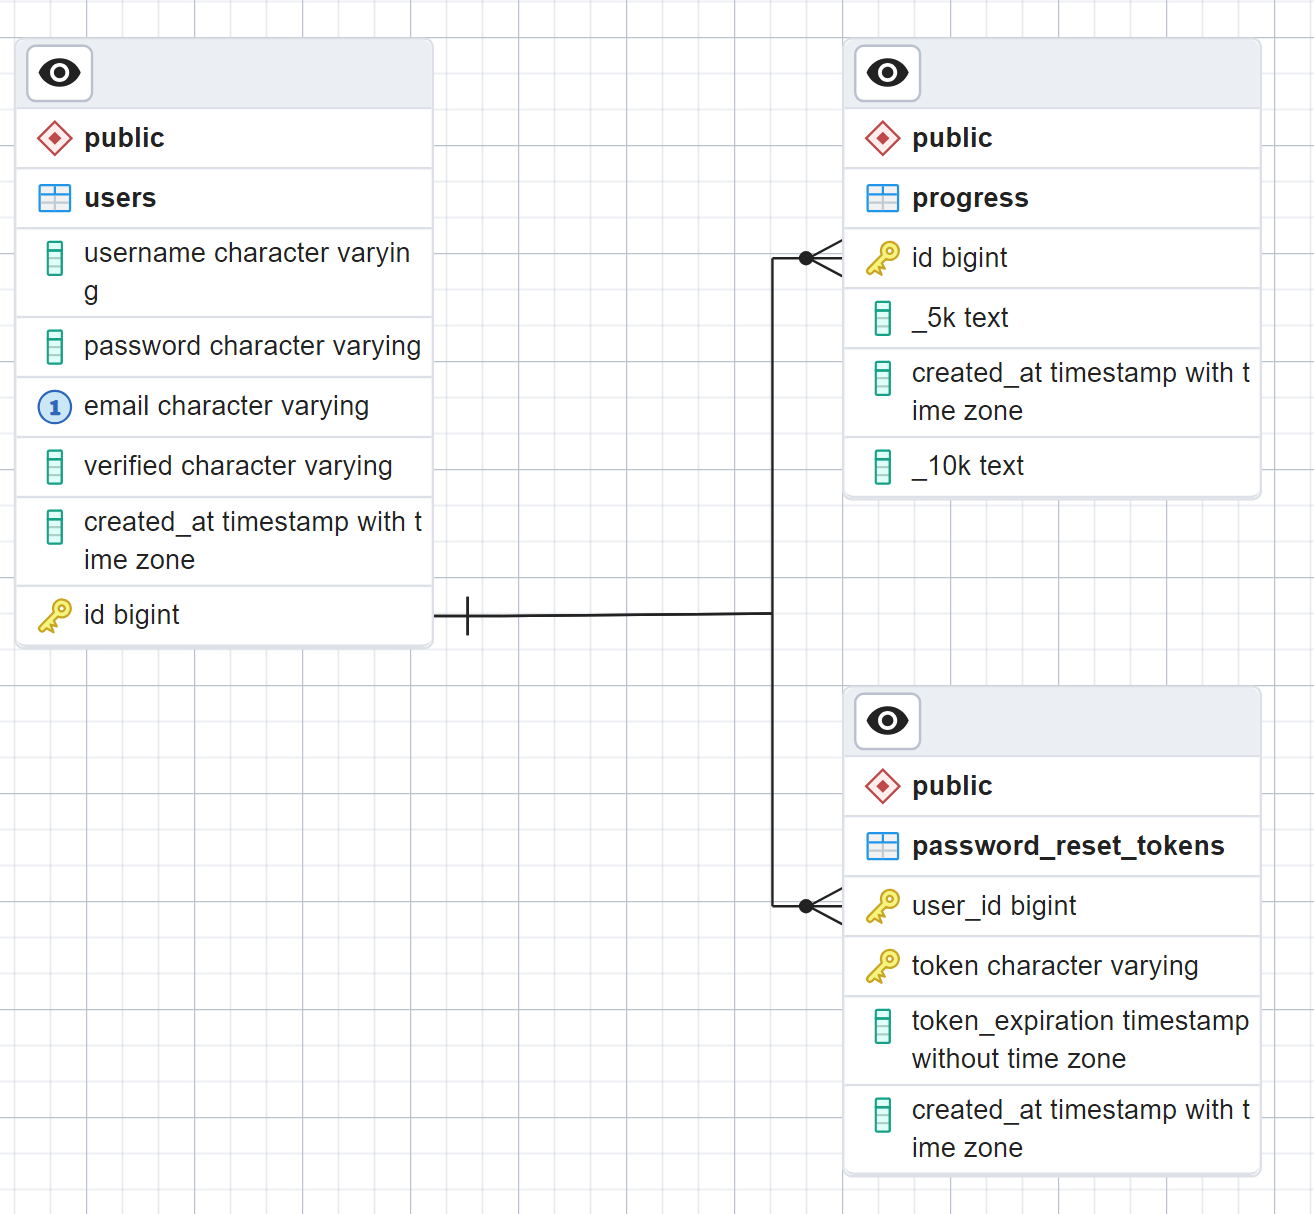 public
users
username character varyin
g
password character varying
1
email character varying
verified character varying
created_at timestamp with t
ime zone
id bigint
public
progress
id bigint
_5k text
created_at timestamp with t
ime zone
_10k text
public
password_reset_tokens
user_id bigint
token character varying
token_expiration timestamp
without time zone
created_at timestamp with t
ime zone